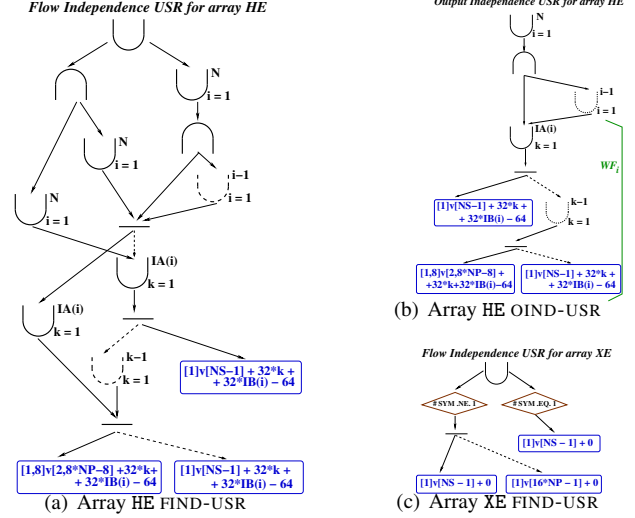 Flow Independence USR for array HE
N
i = 1
N
i = 1
i−1
i = 1
N
i = 1
IA(i)
k = 1
IA(i)
k = 1
k−1
k = 1
[1]v[NS−1] + 32*k +
+ 32*IB(i) − 64
[1,8]v[2,8*NP−8] +32*k+
+ 32*IB(i) − 64
[1]v[NS−1] + 32*k +
+ 32*IB(i) − 64
(a) Array HE FIND-USR
Output Independence USR for array HE
N
i = 1
i−1
i = 1
IA(i)
k = 1
WFi
[1]v[NS−1] + 32*k +
+ 32*IB(i) − 64
k−1
k = 1
[1,8]v[2,8*NP−8] +
+32*k+32*IB(i)−64
[1]v[NS−1] + 32*k +
+ 32*IB(i) − 64
(b) Array HE OIND-USR
Flow Independence USR for array XE
# SYM .NE. 1
# SYM .EQ. 1
[1]v[NS − 1] + 0
[1]v[NS − 1] + 0
[1]v[16*NP − 1] + 0
(c) Array XE FIND-USR